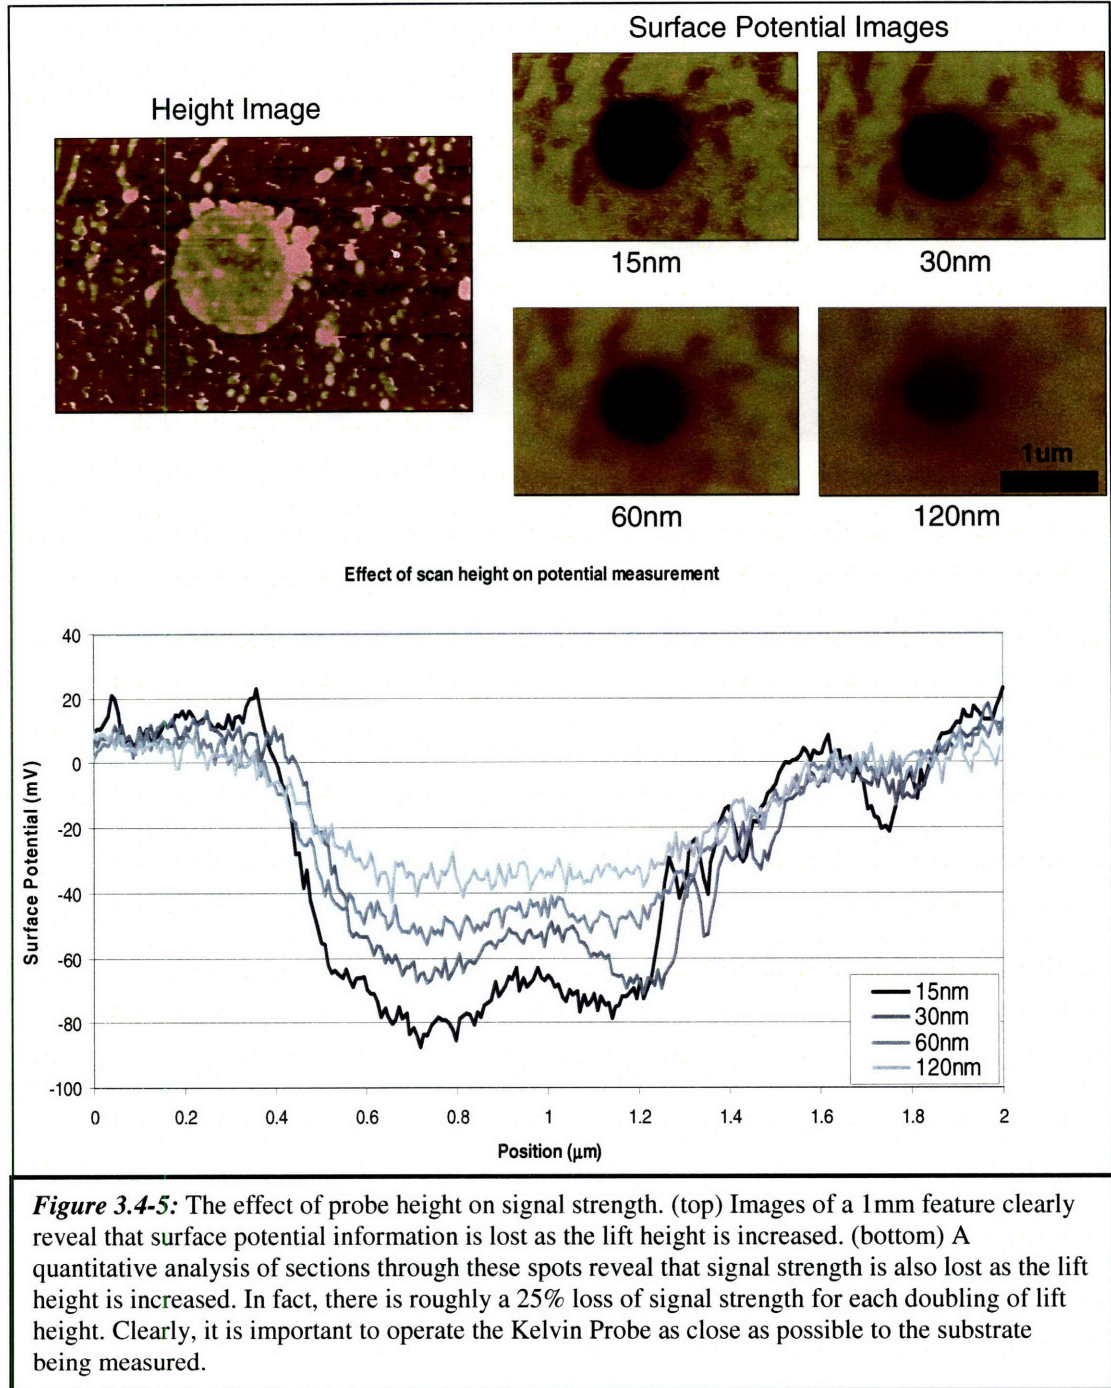 Surface Potential Images
Height Image
15nm
30nm
60nm
120nm
1um
Effect of scan height on potential measurement
40
20
0
-20
-40
-60
-80
-100
Surface Potential (mV)
0 0.2 0.4 0.6 0.8 1 1.2 1.4 1.6 1.8 2
Position (μm)
15nm
30nm
60nm
120nm
Figure 3.4-5: The effect of probe height on signal strength. (top) Images of a 1mm feature clearly
reveal that surface potential information is lost as the lift height is increased. (bottom) A
quantitative analysis of sections through these spots reveal that signal strength is also lost as the lift
height is increased. In fact, there is roughly a 25% loss of signal strength for each doubling of lift
height. Clearly, it is important to operate the Kelvin Probe as close as possible to the substrate
being measured.